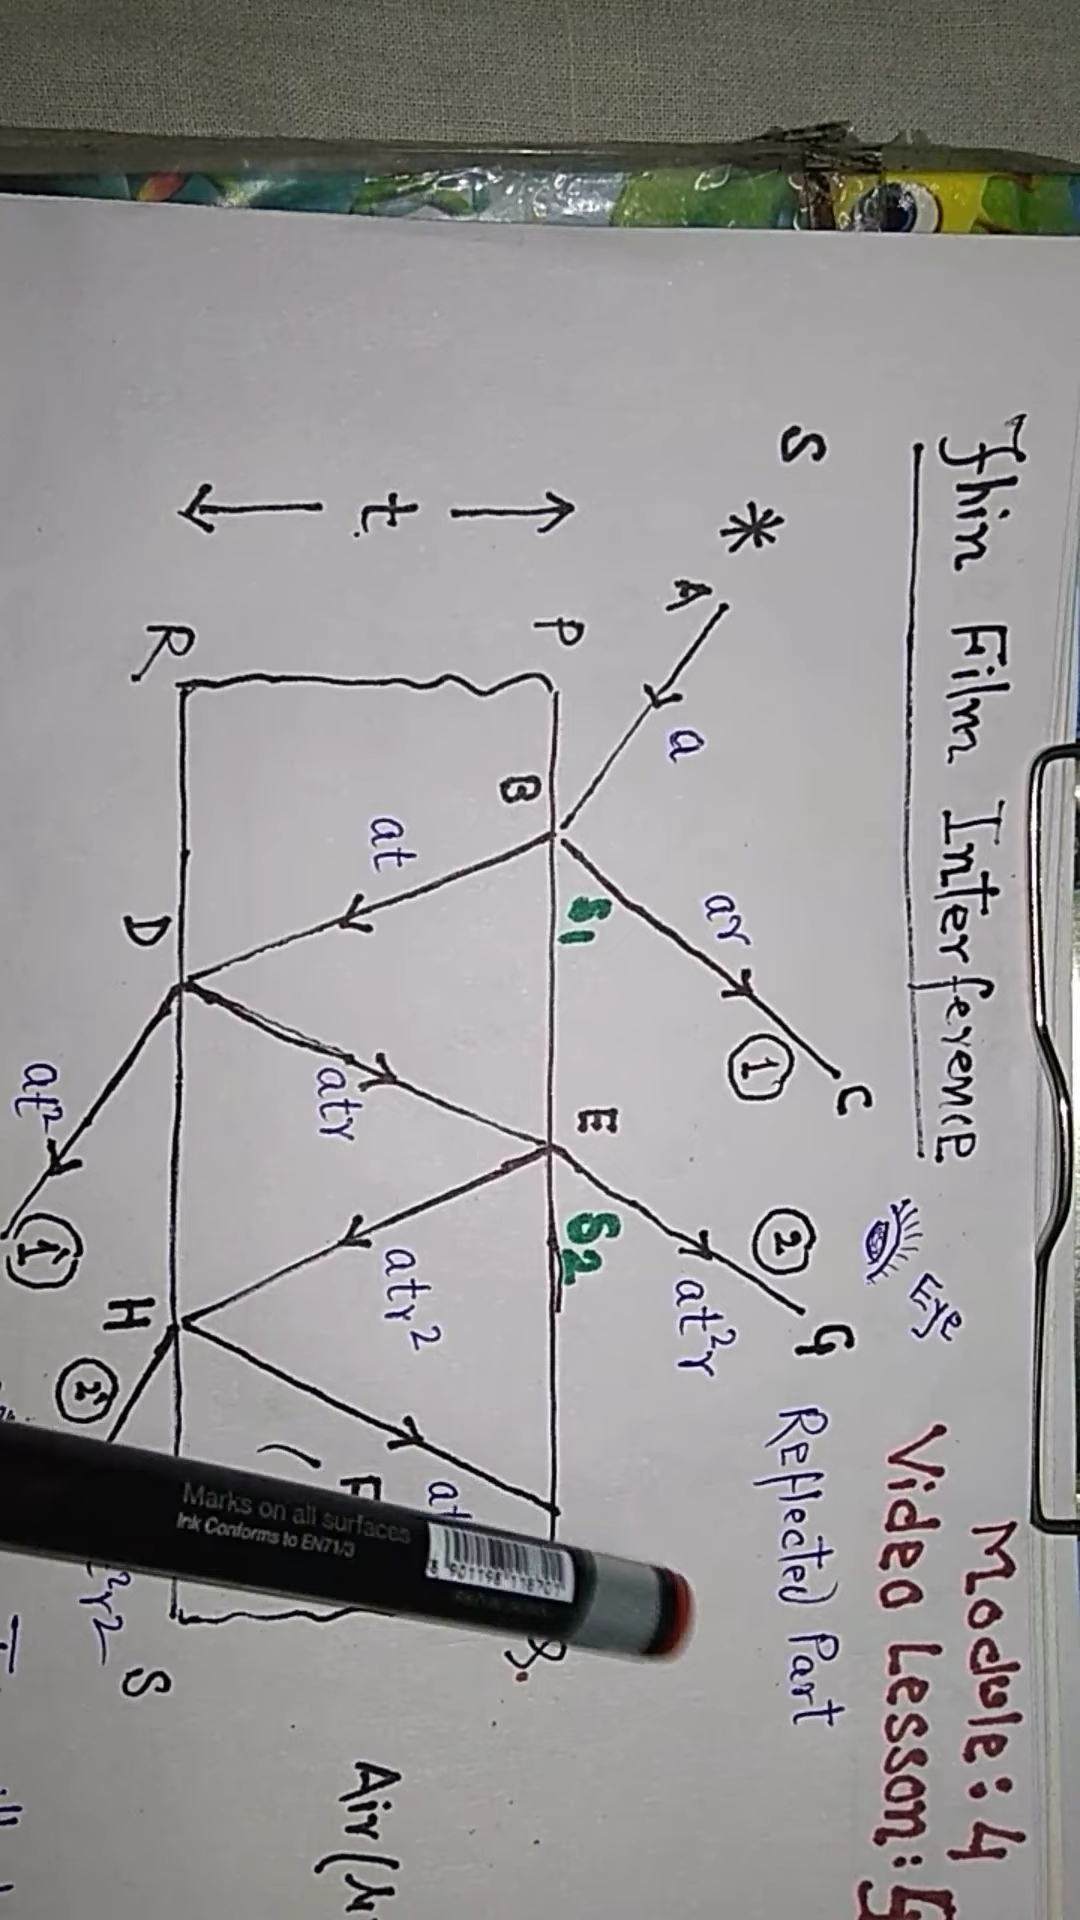 Module: 4
Thin Film Interference
Video Lesson: 5
Eye
S
A
C
G
Reflected Part
a
ar
1
2
at²r
P
B
S1
E
S2
t
at
atr
atr²
Air
R
D
H
S
at²
1
2
Marks on all surfaces
Ink Conforms to EN71/3